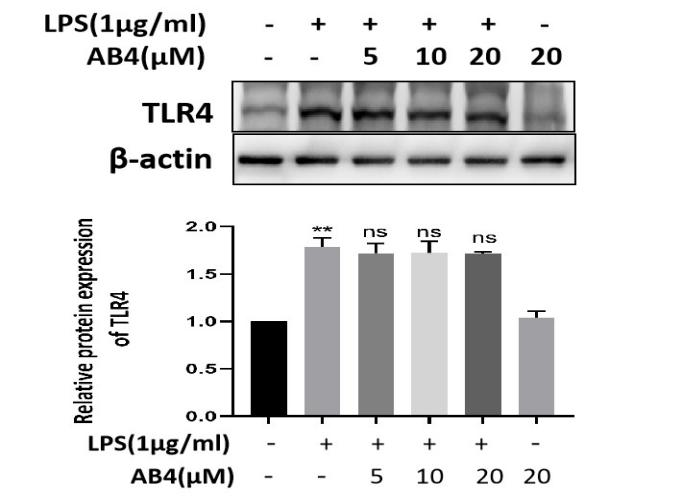 LPS(1μg/ml) - + + + + -
AB4(μM) - - 5 10 20 20
TLR4
β-actin
Relative protein expression
of TLR4
2.0
1.5
1.0
0.5
0.0
** ns ns ns
LPS(1μg/ml) - + + + + -
AB4(μM) - - 5 10 20 20